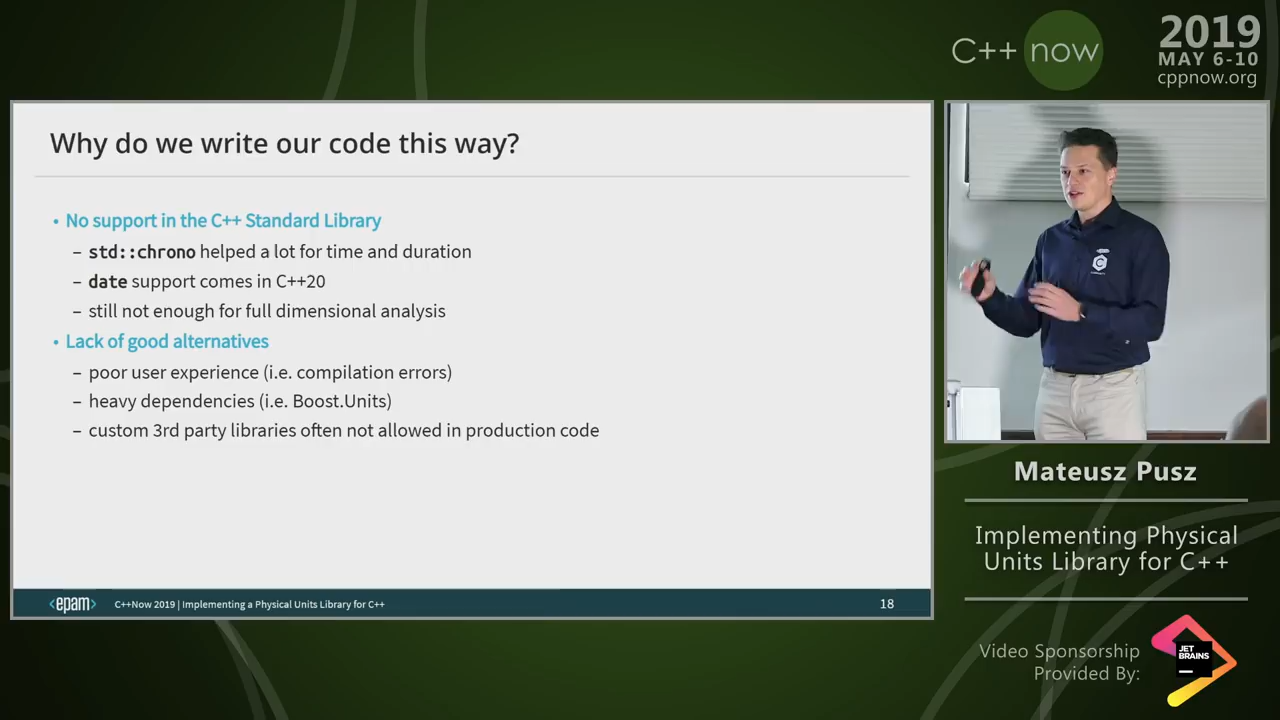 C++ now
2019
MAY 6-10
cppnow.org
Why do we write our code this way?
• No support in the C++ Standard Library
– std::chrono helped a lot for time and duration
– date support comes in C++20
– still not enough for full dimensional analysis
• Lack of good alternatives
– poor user experience (i.e. compilation errors)
– heavy dependencies (i.e. Boost.Units)
– custom 3rd party libraries often not allowed in production code
<epam> C++Now 2019 | Implementing a Physical Units Library for C++ 18
Mateusz Pusz
Implementing Physical
Units Library for C++
Video Sponsorship
Provided By:
JET
BRAINS